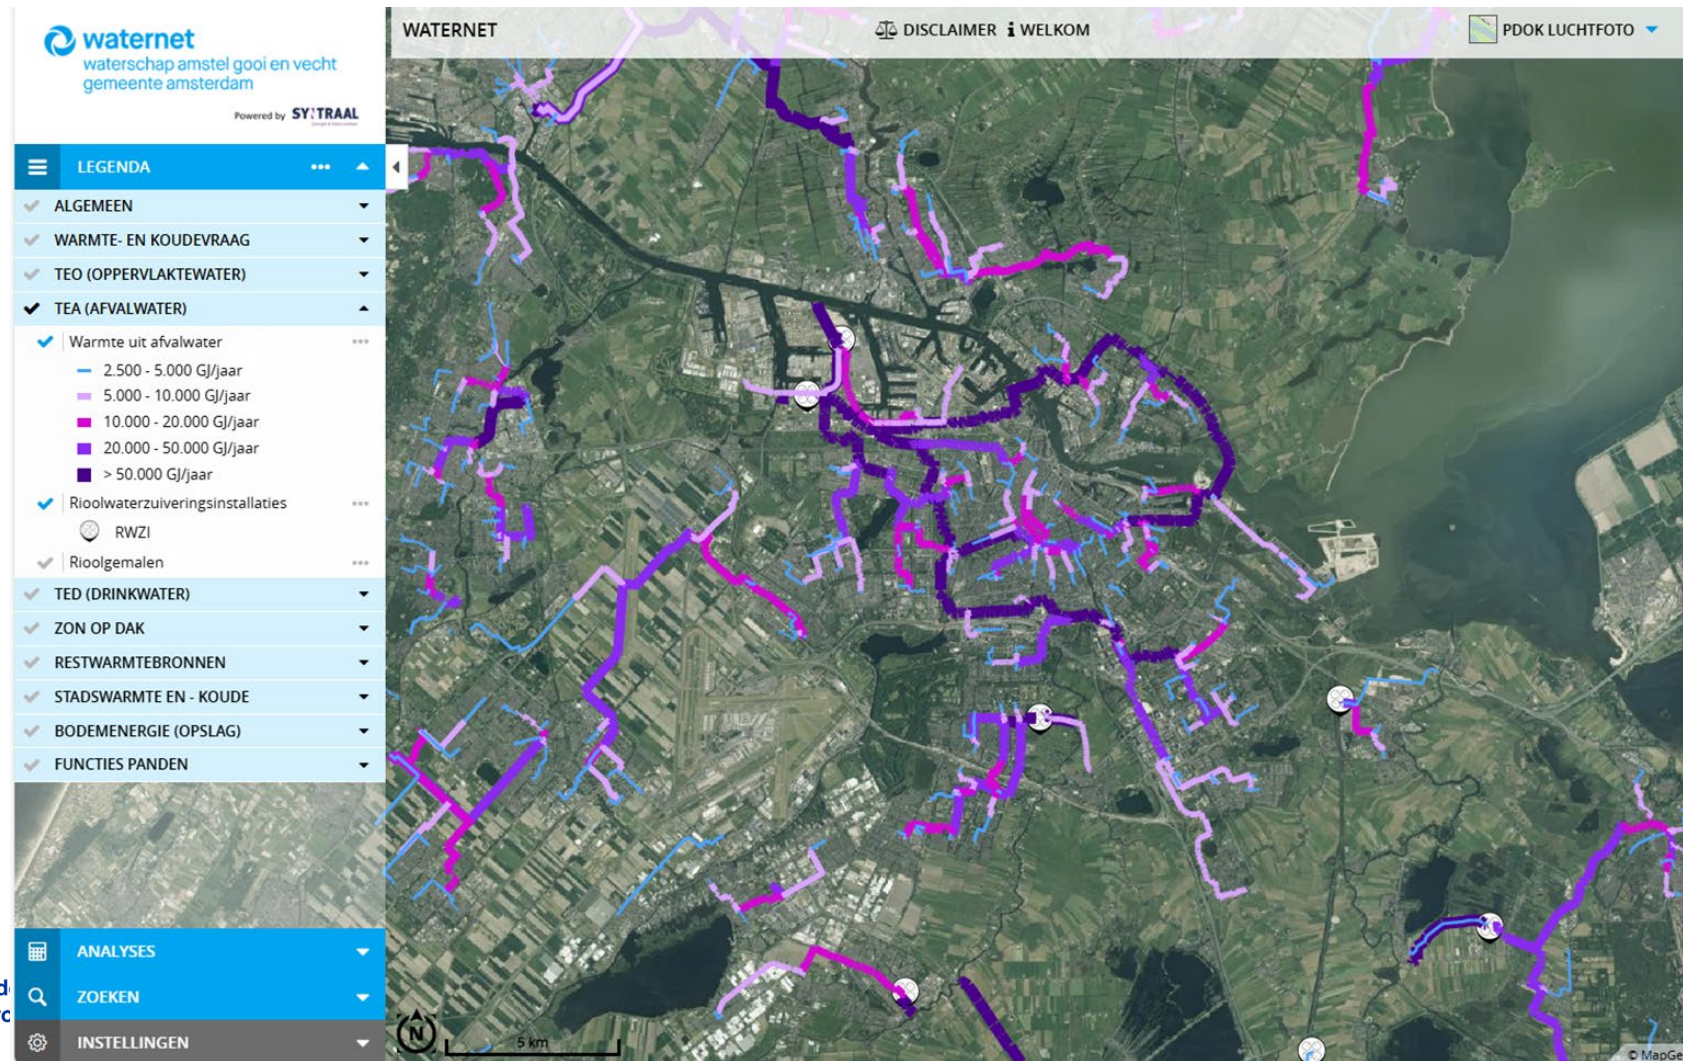 waternet
waterschap amstel gooi en vecht
gemeente amsterdam
Powered by SYNTRAAL
WATERNET
DISCLAIMER
WELKOM
PDOK LUCHTFOTO
LEGENDA
ALGEMEEN
WARMTE- EN KOUDEVRAAG
TEO (OPPERVLAKTEWATER)
TEA (AFVALWATER)
Warmte uit afvalwater
2.500 - 5.000 GJ/jaar
5.000 - 10.000 GJ/jaar
10.000 - 20.000 GJ/jaar
20.000 - 50.000 GJ/jaar
> 50.000 GJ/jaar
Rioolwaterzuiveringsinstallaties
RWZI
Rioolgemalen
TED (DRINKWATER)
ZON OP DAK
RESTWARMTEBRONNEN
STADSWARMTE EN - KOUDE
BODEMENERGIE (OPSLAG)
FUNCTIES PANDEN
ANALYSES
ZOEKEN
INSTELLINGEN
N
5 km
© MapGe